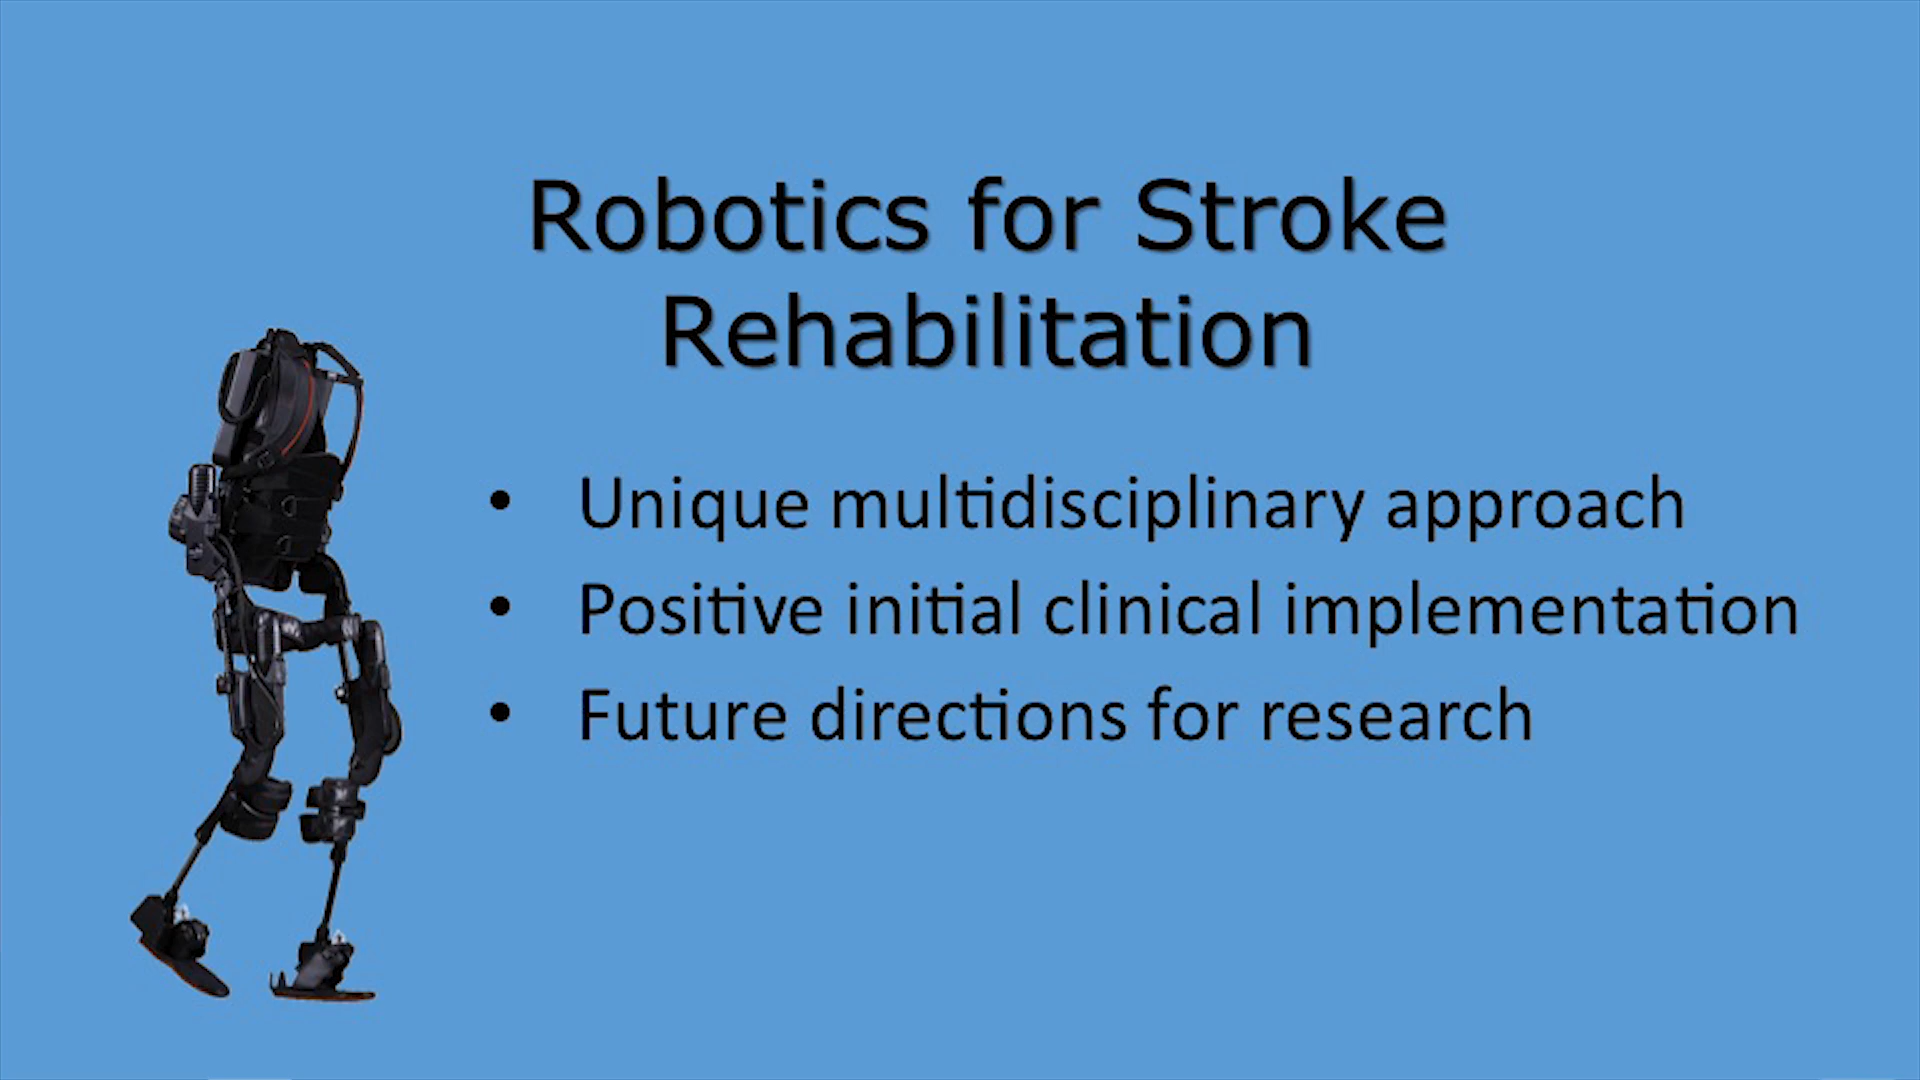 Robotics for Stroke
Rehabilitation
• Unique multidisciplinary approach
• Positive initial clinical implementation
• Future directions for research